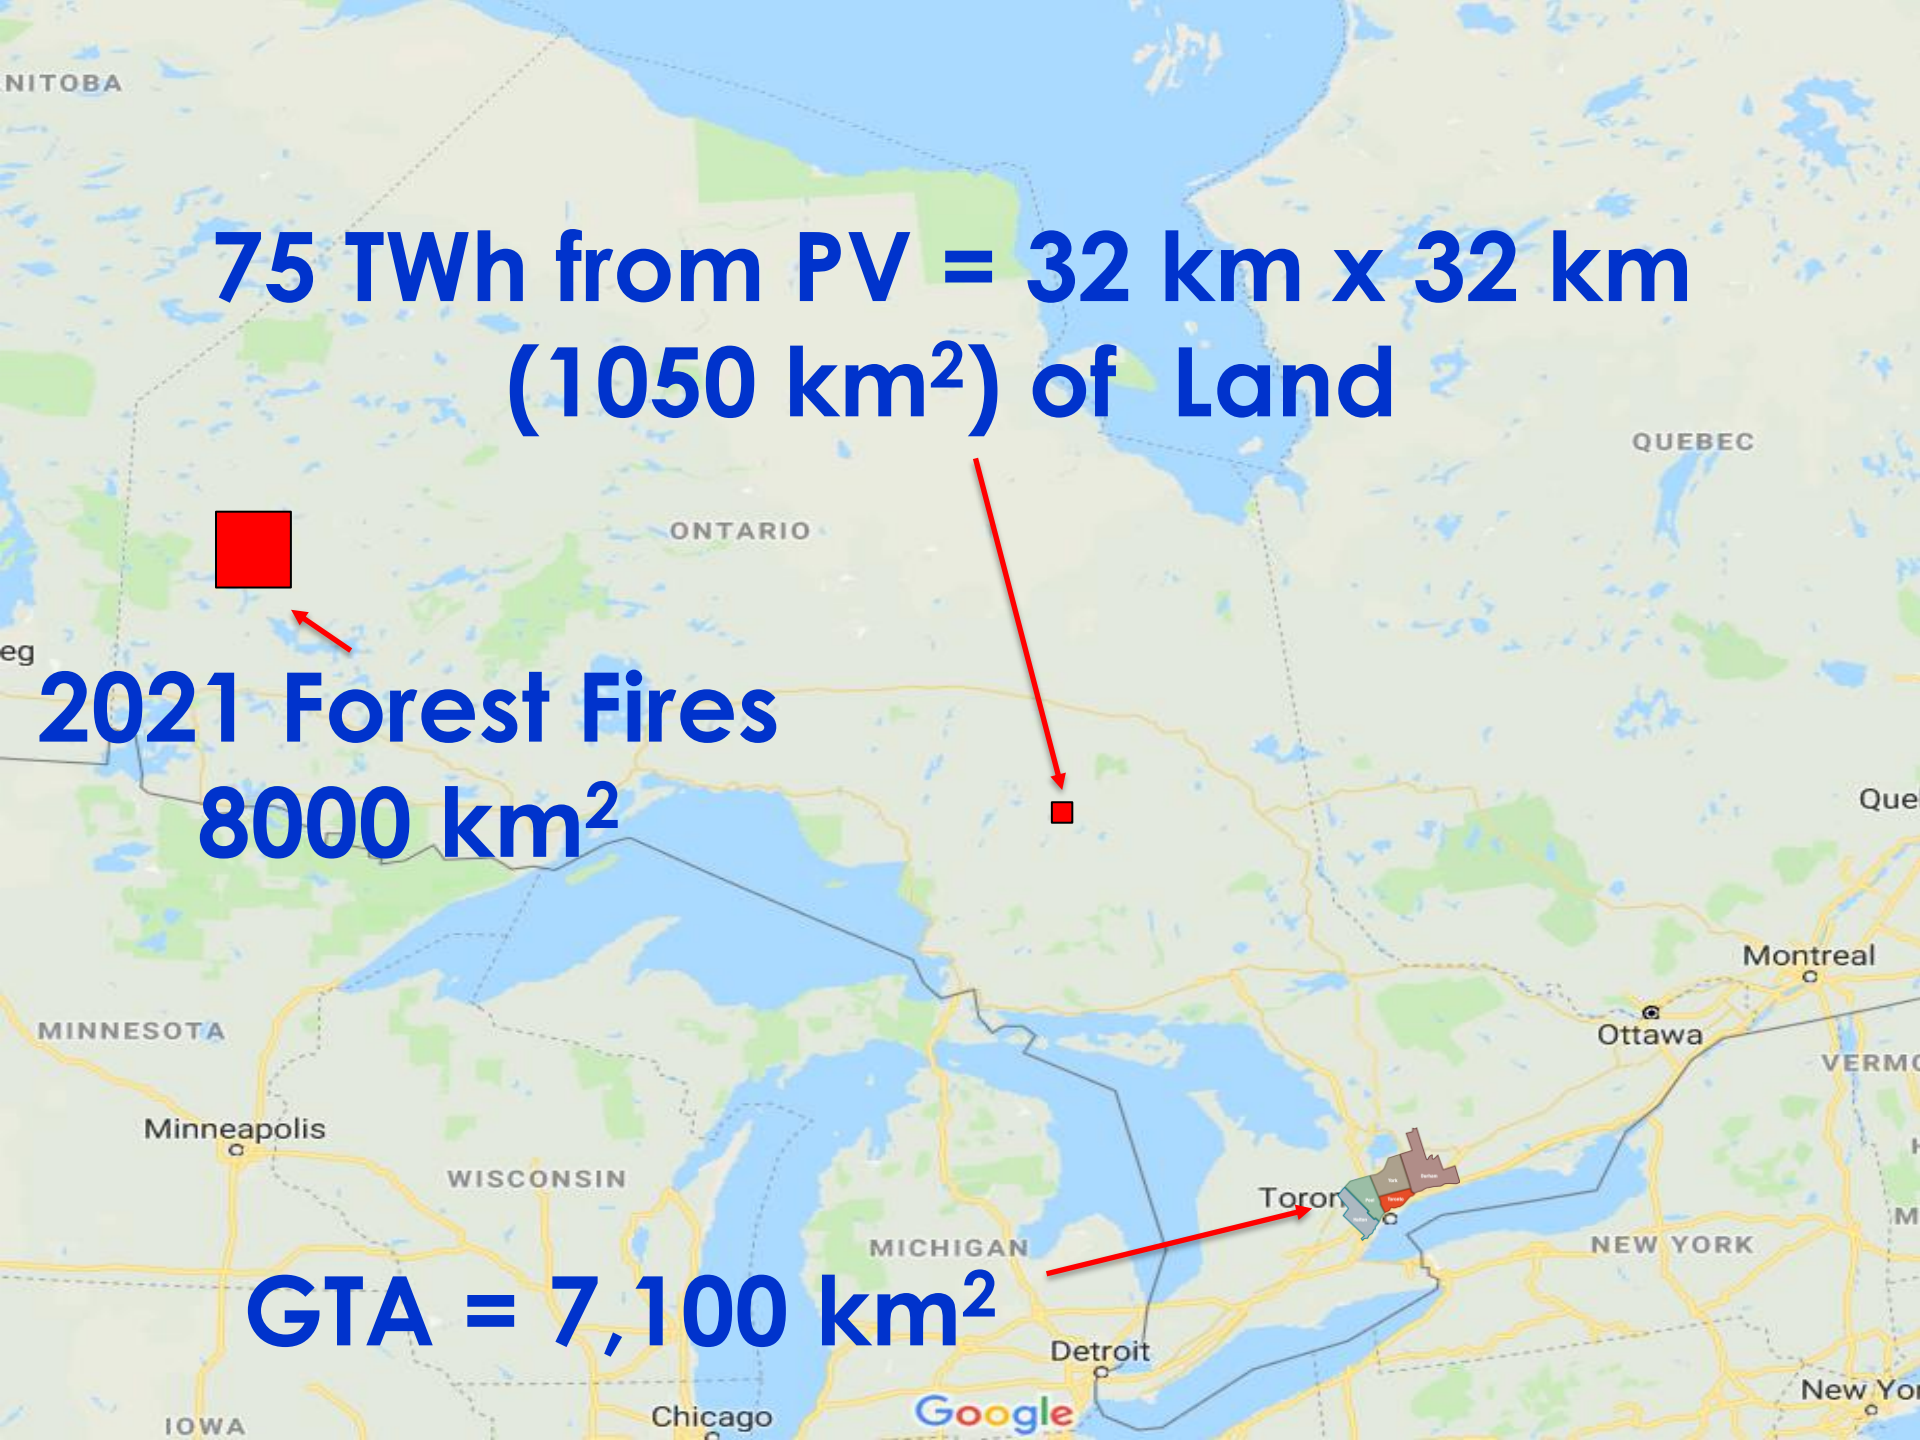 NITOBA
75 TWh from PV = 32 km x 32 km
(1050 km²) of Land
QUEBEC
ONTARIO
eg
2021 Forest Fires
8000 km²
Que
Montreal
Ottawa
MINNESOTA
VERMO
Minneapolis
WISCONSIN
Toron
MICHIGAN
NEW YORK
M
GTA = 7,100 km²
Detroit
New Yor
Chicago
Google
IOWA